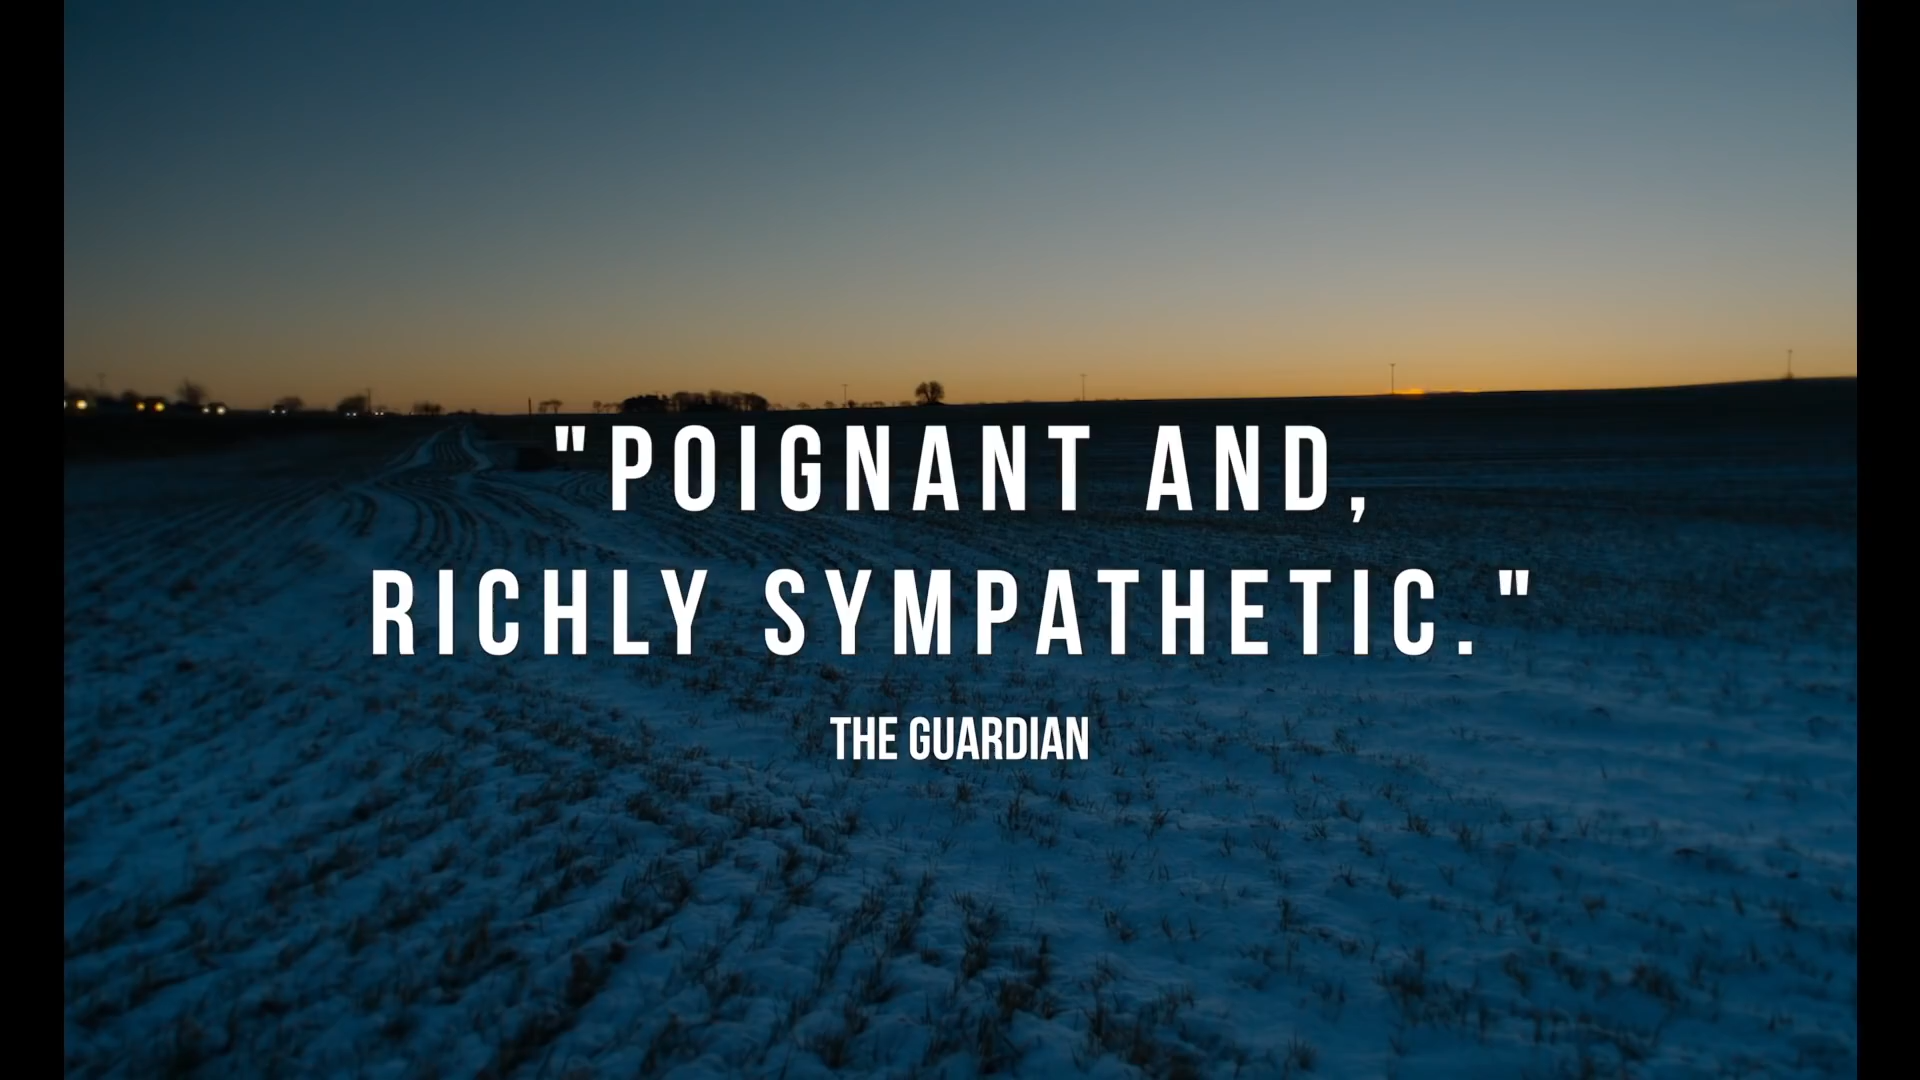 "POIGNANT AND,
RICHLY SYMPATHETIC."
THE GUARDIAN